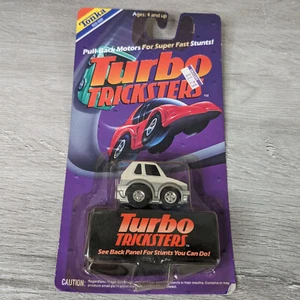 Tonka
Ages: 4 and up
Pull-Back Motors For Super Fast Stunts!
Turbo
TRICKSTERS
Turbo
TRICKSTERS
See Back Panel For Stunts You Can Do!
CAUTION: